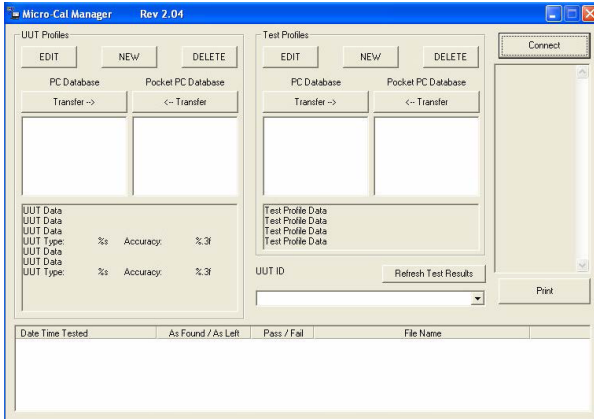 Micro-Cal Manager Rev 2.04
UUT Profiles
EDIT NEW DELETE
PC Database Pocket PC Database
Transfer --> <-- Transfer
UUT Data
UUT Data
UUT Data
UUT Type: %s Accuracy: %.3f
UUT Data
UUT Data
UUT Type: %s Accuracy: %.3f
Test Profiles
EDIT NEW DELETE
PC Database Pocket PC Database
Transfer --> <-- Transfer
Test Profile Data
Test Profile Data
Test Profile Data
Test Profile Data
UUT ID Refresh Test Results
Connect
Print
Date Time Tested As Found / As Left Pass / Fail File Name